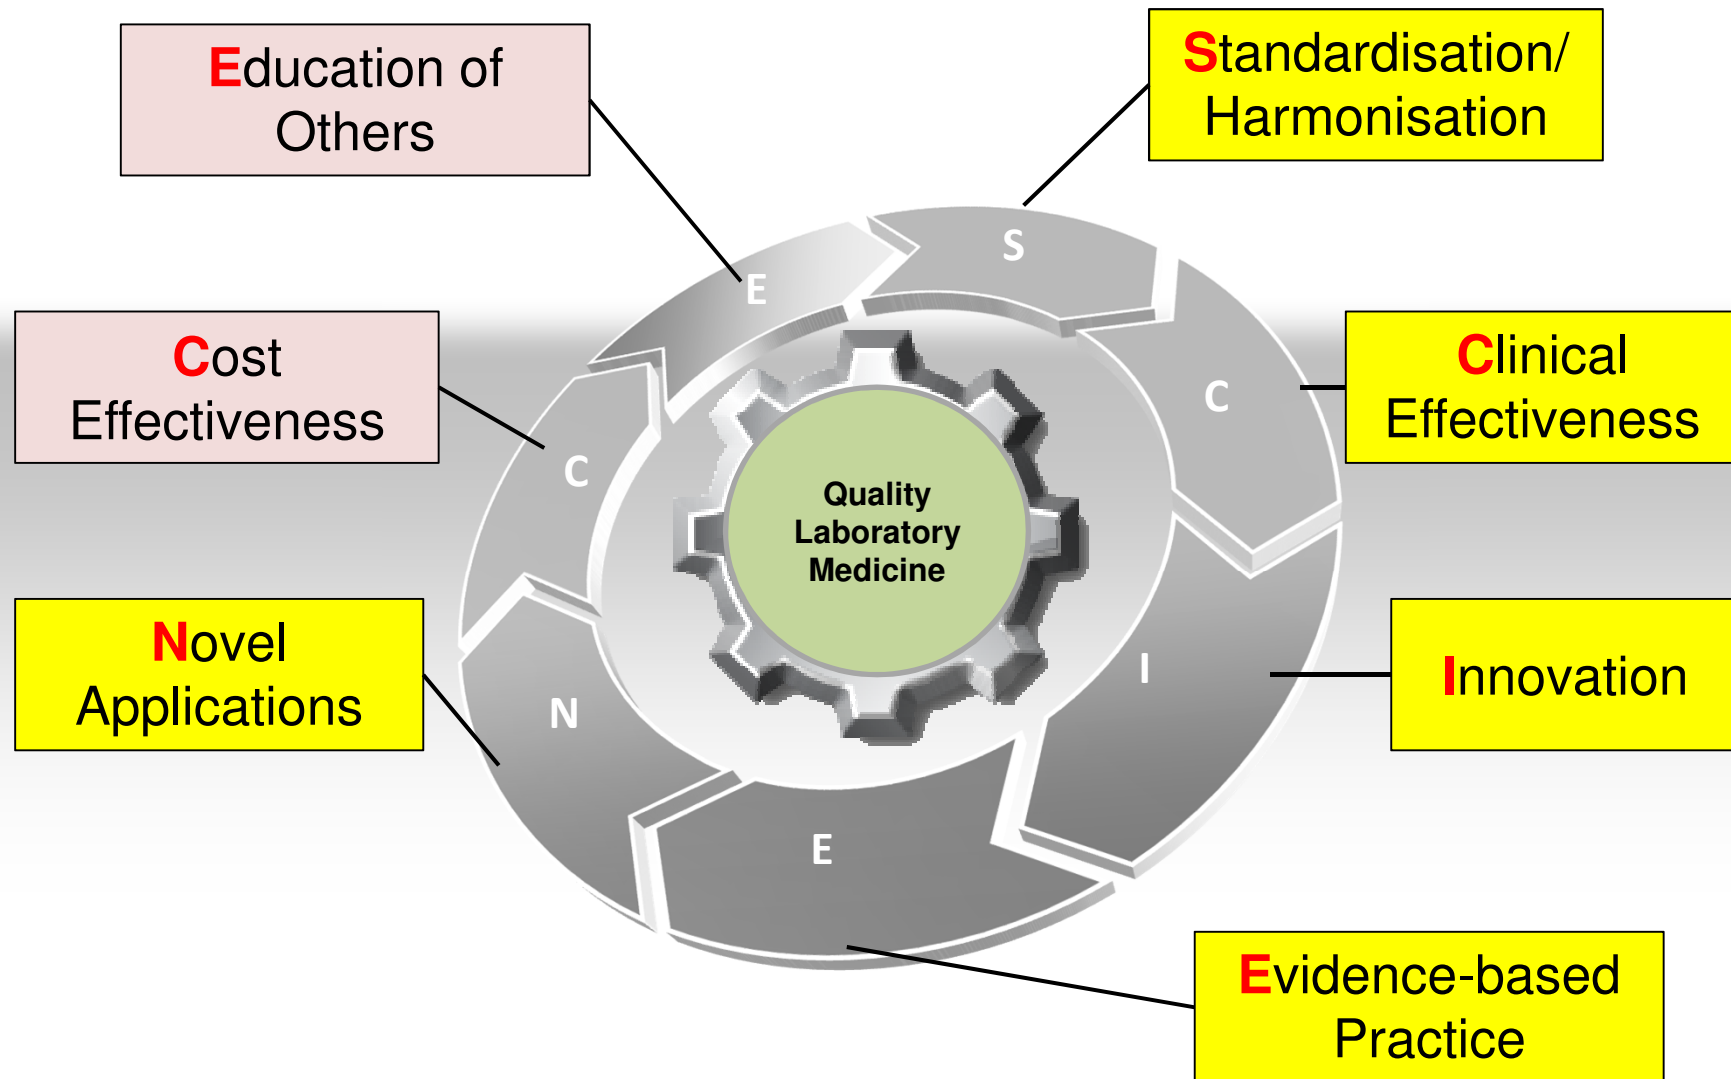 Education of
Others
Standardisation/
Harmonisation
E
S
Cost
Effectiveness
C
C
Clinical
Effectiveness
Quality
Laboratory
Medicine
Novel
Applications
N
I
Innovation
E
Evidence-based
Practice